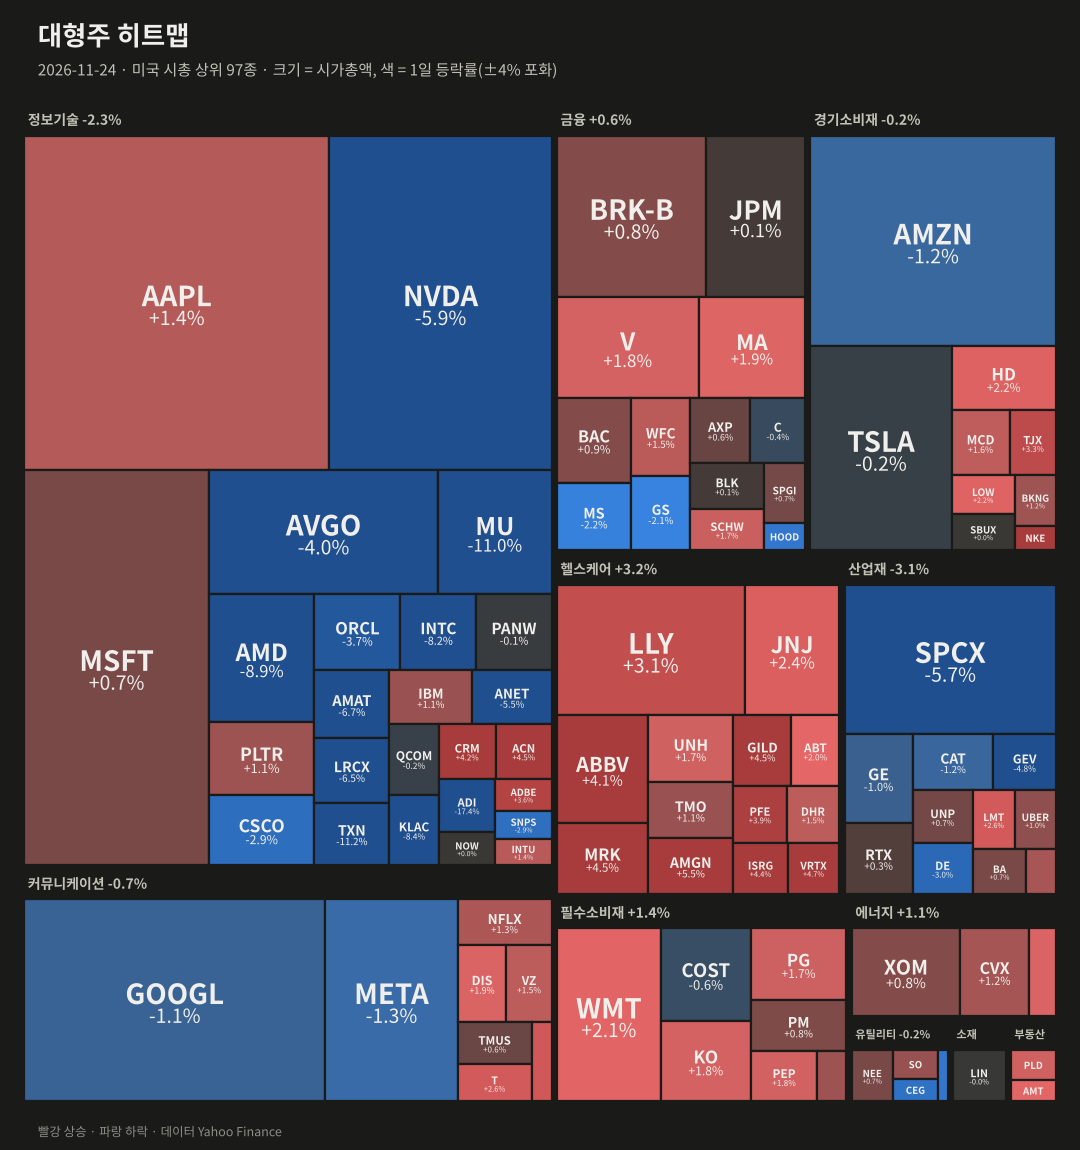 대형주 히트맵
2026-11-24 · 미국 시총 상위 97종 · 크기 = 시가총액, 색 = 1일 등락률(±4% 포화)
정보기술 -2.3%
AAPL
+1.4%
NVDA
-5.9%
MSFT
+0.7%
AVGO
-4.0%
MU
-11.0%
AMD
-8.9%
ORCL
-3.7%
INTC
-8.2%
PANW
-0.1%
AMAT
-6.7%
IBM
+1.1%
ANET
-5.5%
PLTR
+1.1%
LRCX
-6.5%
QCOM
-0.2%
CRM
+4.2%
ACN
+4.5%
CSCO
-2.9%
TXN
-11.2%
KLAC
-8.4%
ADI
-17.4%
ADBE
+3.6%
SNPS
-2.9%
NOW
+0.0%
INTU
+1.4%
금융 +0.6%
BRK-B
+0.8%
JPM
+0.1%
V
+1.8%
MA
+1.9%
BAC
+0.9%
WFC
+1.5%
AXP
+0.6%
C
-0.4%
MS
-2.2%
GS
-2.1%
BLK
+0.1%
SPGI
+0.7%
SCHW
+1.7%
HOOD
경기소비재 -0.2%
AMZN
-1.2%
TSLA
-0.2%
HD
+2.2%
MCD
+1.6%
TJX
+3.3%
LOW
+2.2%
BKNG
+1.2%
SBUX
+0.0%
NKE
헬스케어 +3.2%
LLY
+3.1%
JNJ
+2.4%
ABBV
+4.1%
UNH
+1.7%
GILD
+4.5%
ABT
+2.0%
TMO
+1.1%
PFE
+3.9%
DHR
+1.5%
MRK
+4.5%
AMGN
+5.5%
ISRG
+4.4%
VRTX
+4.7%
산업재 -3.1%
SPCX
-5.7%
GE
-1.0%
CAT
-1.2%
GEV
-4.8%
UNP
+0.7%
LMT
+2.6%
UBER
+1.0%
RTX
+0.3%
DE
-3.0%
BA
+0.7%
커뮤니케이션 -0.7%
GOOGL
-1.1%
META
-1.3%
NFLX
+1.3%
DIS
+1.9%
VZ
+1.5%
TMUS
+0.6%
T
+2.6%
필수소비재 +1.4%
WMT
+2.1%
COST
-0.6%
PG
+1.7%
KO
+1.8%
PM
+0.8%
PEP
+1.8%
에너지 +1.1%
XOM
+0.8%
CVX
+1.2%
유틸리티 -0.2%
NEE
+0.7%
SO
CEG
소재
LIN
-0.0%
부동산
PLD
AMT
빨강 상승 · 파랑 하락 · 데이터 Yahoo Finance